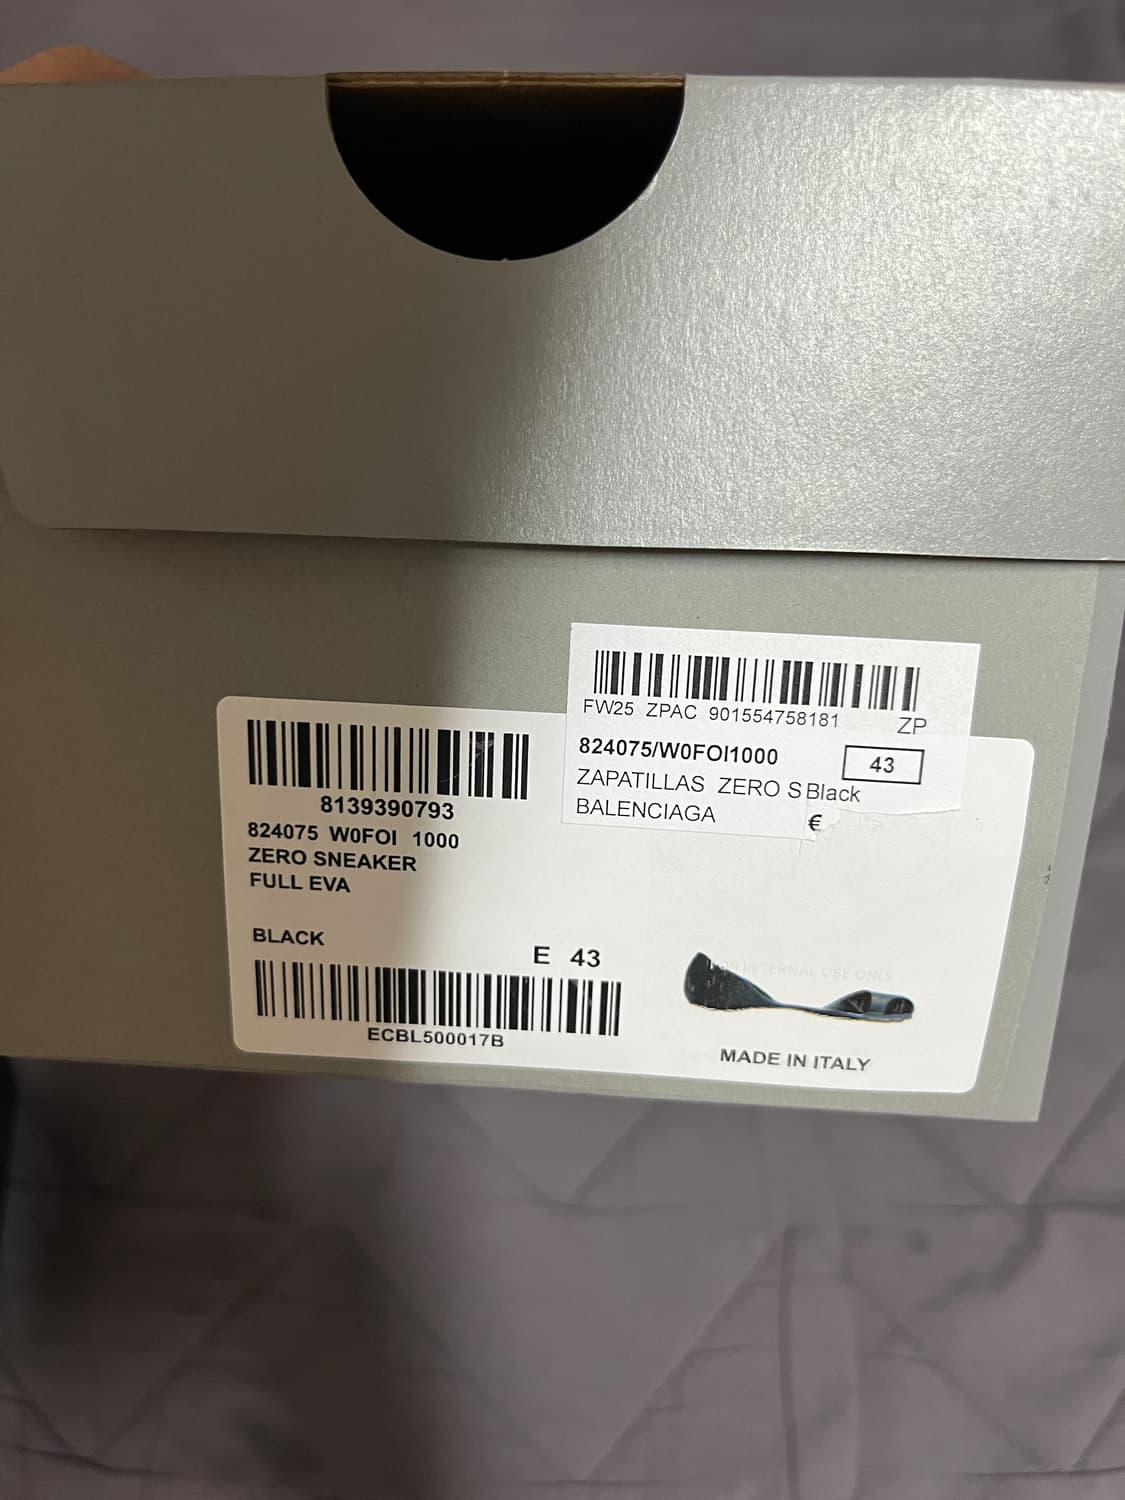 FW25 ZPAC 901554758181 ZP
824075/W0FOI1000 43
ZAPATILLAS ZERO S Black
BALENCIAGA €
8139390793
824075 W0FOI 1000
ZERO SNEAKER
FULL EVA
BLACK
E 43
ECBL500017B
INTERNAL USE ONLY
MADE IN ITALY